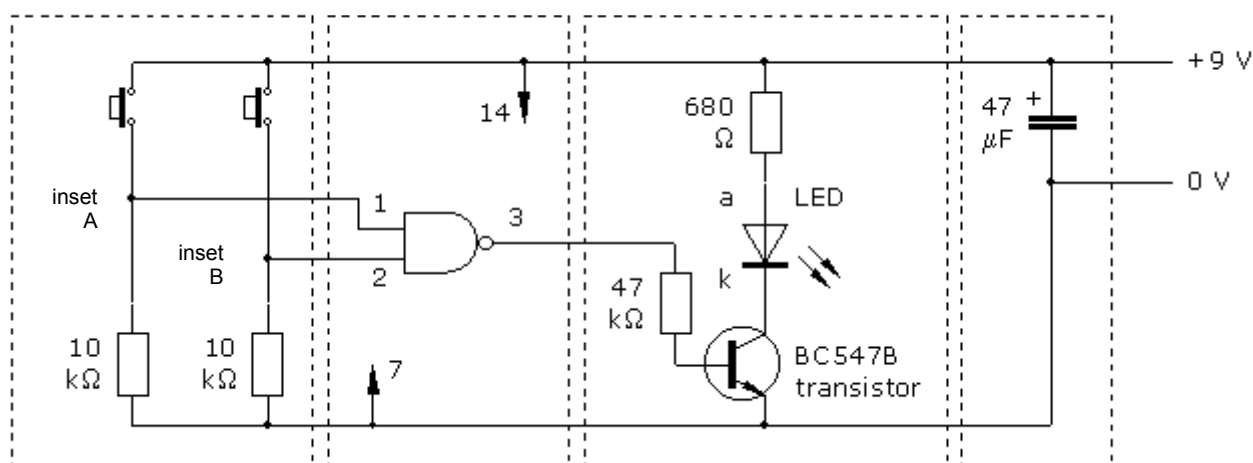 +9 V
14
680
Ω
47
+
μF
0 V
inset
A
1
3
a
LED
inset
B
2
k
47
kΩ
10
kΩ
10
kΩ
7
BC547B
transistor